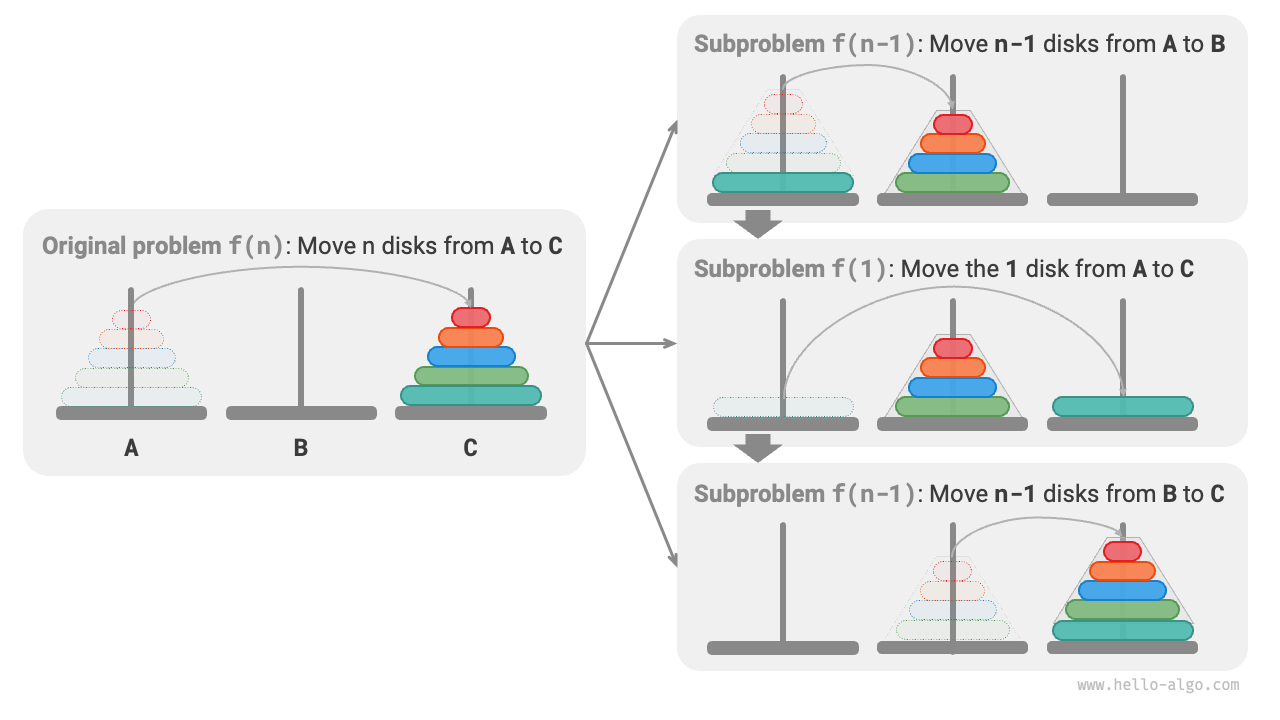 Original problem f(n): Move n disks from A to C
A B C
Subproblem f(n-1): Move n-1 disks from A to B
Subproblem f(1): Move the 1 disk from A to C
Subproblem f(n-1): Move n-1 disks from B to C
www.hello-algo.com